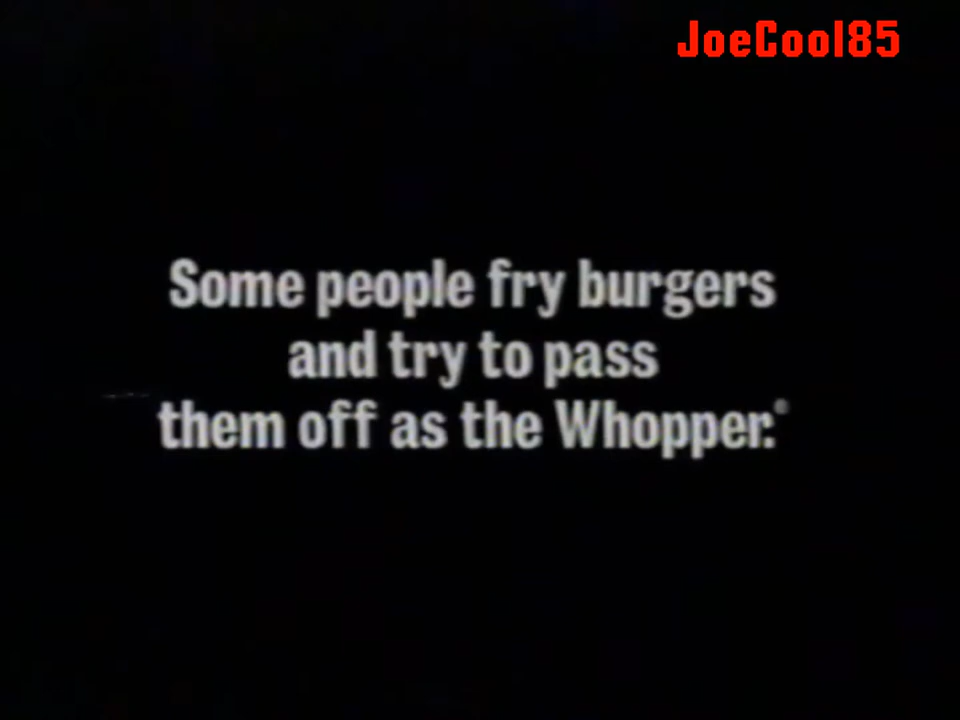 JoeCool85
Some people fry burgers
and try to pass
them off as the Whopper.®